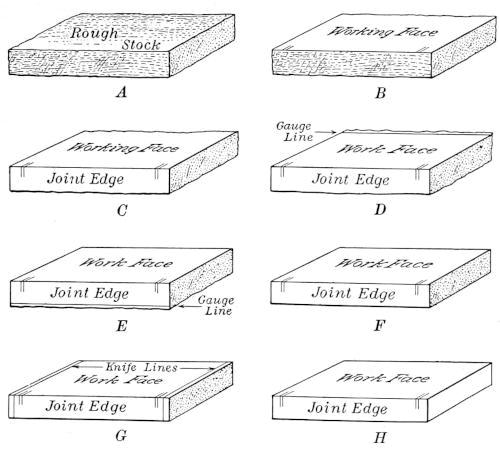 Rough
Stock
A
Working Face
B
Working Face
Joint Edge
C
Gauge
Line
Work Face
Joint Edge
D
Work Face
Joint Edge
Gauge
Line
E
Work Face
Joint Edge
F
Knife Lines
Work Face
Joint Edge
G
Work Face
Joint Edge
H